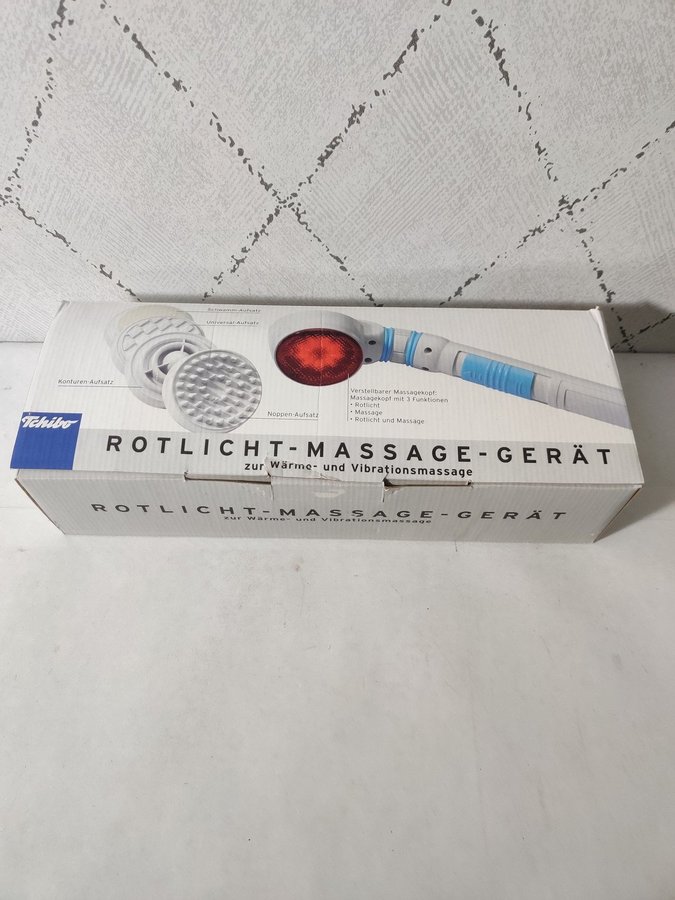 Schwamm-Aufsatz
Universal-Aufsatz
Konturen-Aufsatz
Noppen-Aufsatz
Verstellbarer Massagekopf:
Massagekopf mit 3 Funktionen
• Rotlicht
• Massage
• Rotlicht und Massage
Tchibo
ROTLICHT-MASSAGE-GERÄT
zur Wärme- und Vibrationsmassage
ROTLICHT-MASSAGE-GERÄT
zur Wärme- und Vibrationsmassage